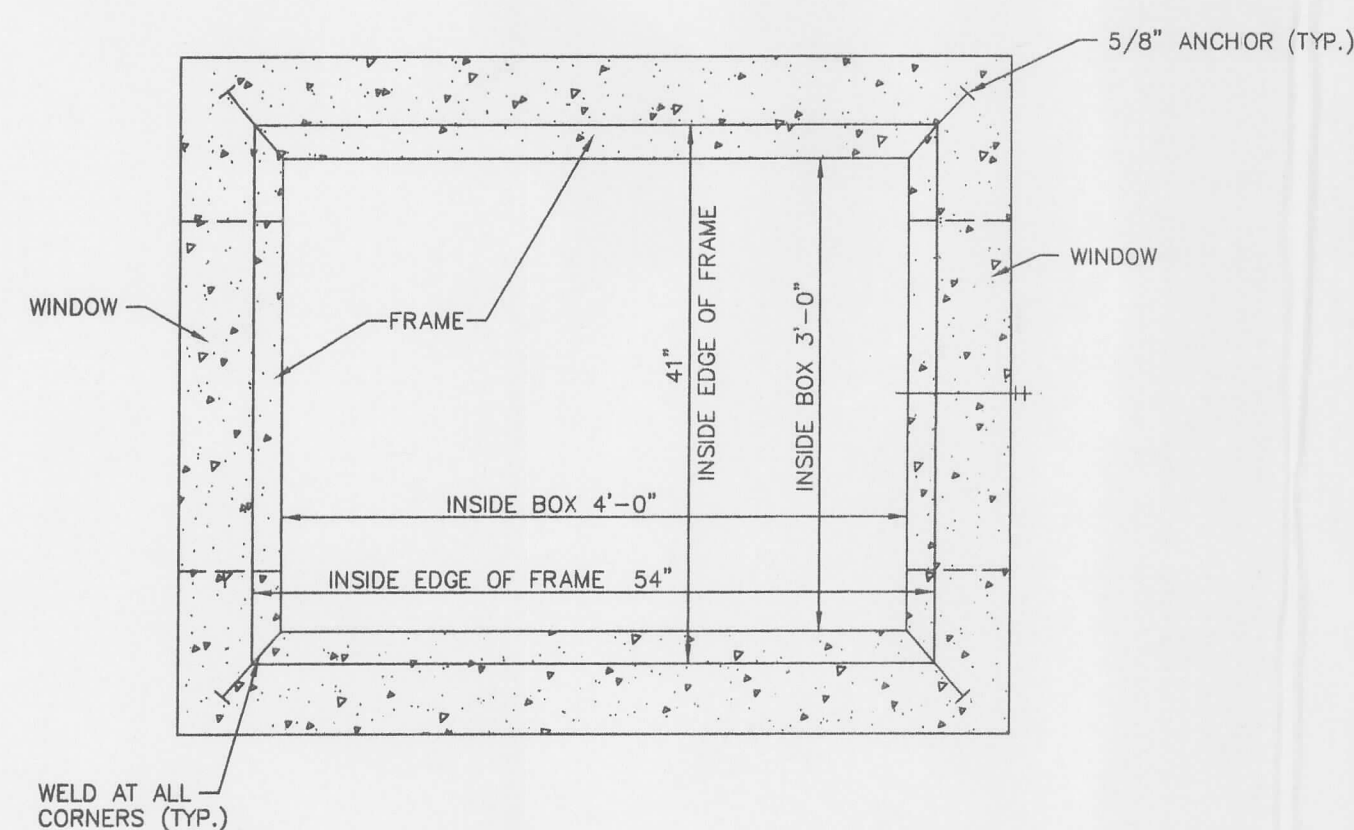 5/8" ANCHOR (TYP.)
WINDOW
WINDOW
FRAME
41"
INSIDE EDGE OF FRAME
INSIDE BOX 3'-0"
INSIDE BOX 4'-0"
INSIDE EDGE OF FRAME 54"
WELD AT ALL
CORNERS (TYP.)